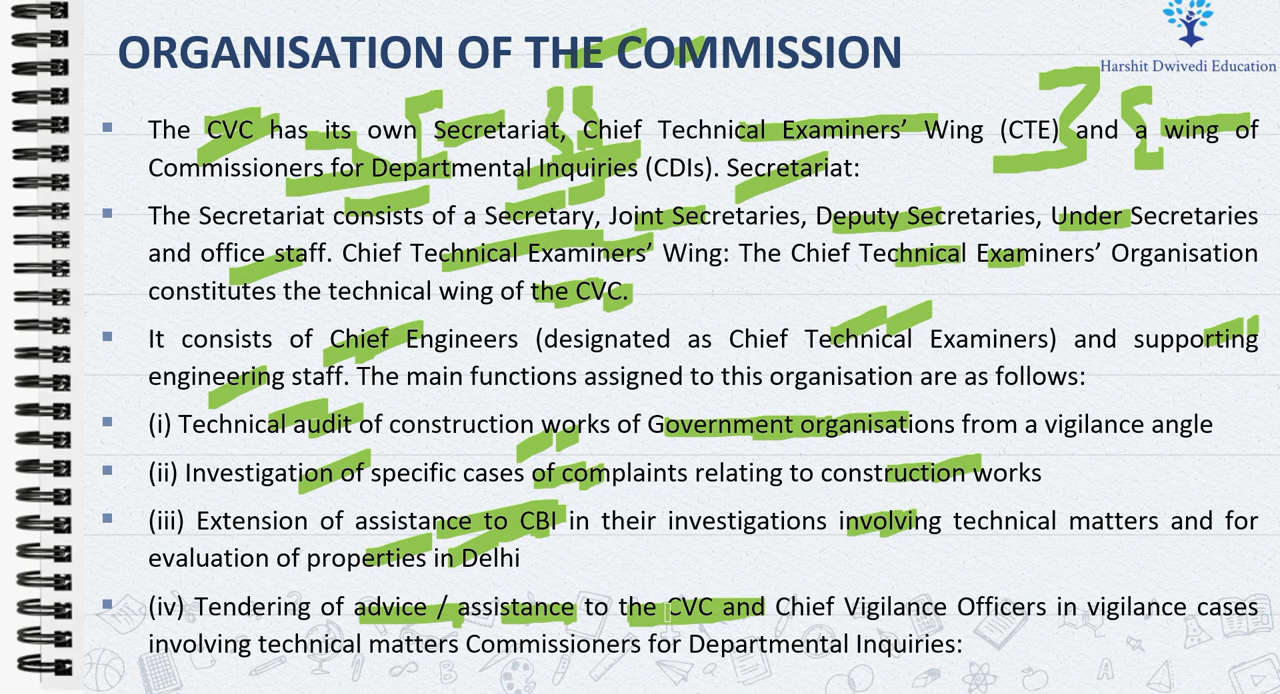 ORGANISATION OF THE COMMISSION
Harshit Dwivedi Education
The CVC has its own Secretariat, Chief Technical Examiners’ Wing (CTE) and a wing of
Commissioners for Departmental Inquiries (CDIs). Secretariat:
The Secretariat consists of a Secretary, Joint Secretaries, Deputy Secretaries, Under Secretaries
and office staff. Chief Technical Examiners’ Wing: The Chief Technical Examiners’ Organisation
constitutes the technical wing of the CVC.
It consists of Chief Engineers (designated as Chief Technical Examiners) and supporting
engineering staff. The main functions assigned to this organisation are as follows:
(i) Technical audit of construction works of Government organisations from a vigilance angle
(ii) Investigation of specific cases of complaints relating to construction works
(iii) Extension of assistance to CBI in their investigations involving technical matters and for
evaluation of properties in Delhi
(iv) Tendering of advice / assistance to the CVC and Chief Vigilance Officers in vigilance cases
involving technical matters Commissioners for Departmental Inquiries: